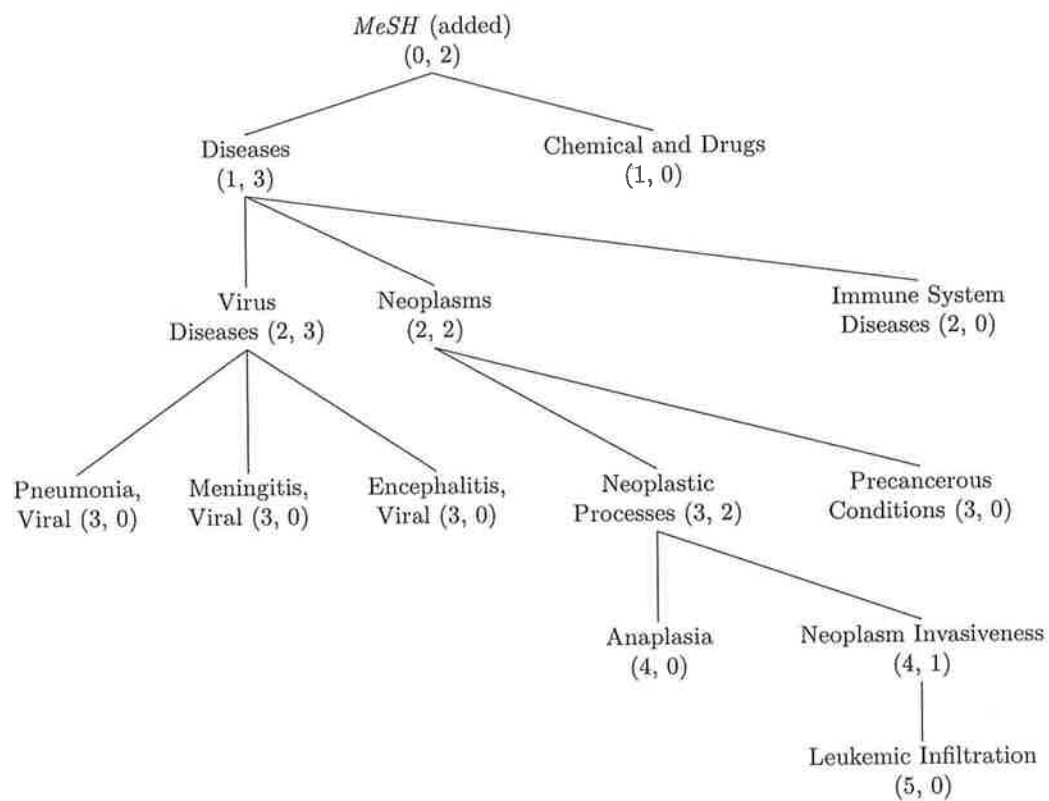 MeSH (added)
(0, 2)
Diseases
(1, 3)
Chemical and Drugs
(1, 0)
Virus
Diseases (2, 3)
Neoplasms
(2, 2)
Immune System
Diseases (2, 0)
Pneumonia,
Viral (3, 0)
Meningitis,
Viral (3, 0)
Encephalitis,
Viral (3, 0)
Neoplastic
Processes (3, 2)
Precancerous
Conditions (3, 0)
Anaplasia
(4, 0)
Neoplasm Invasiveness
(4, 1)
Leukemic Infiltration
(5, 0)